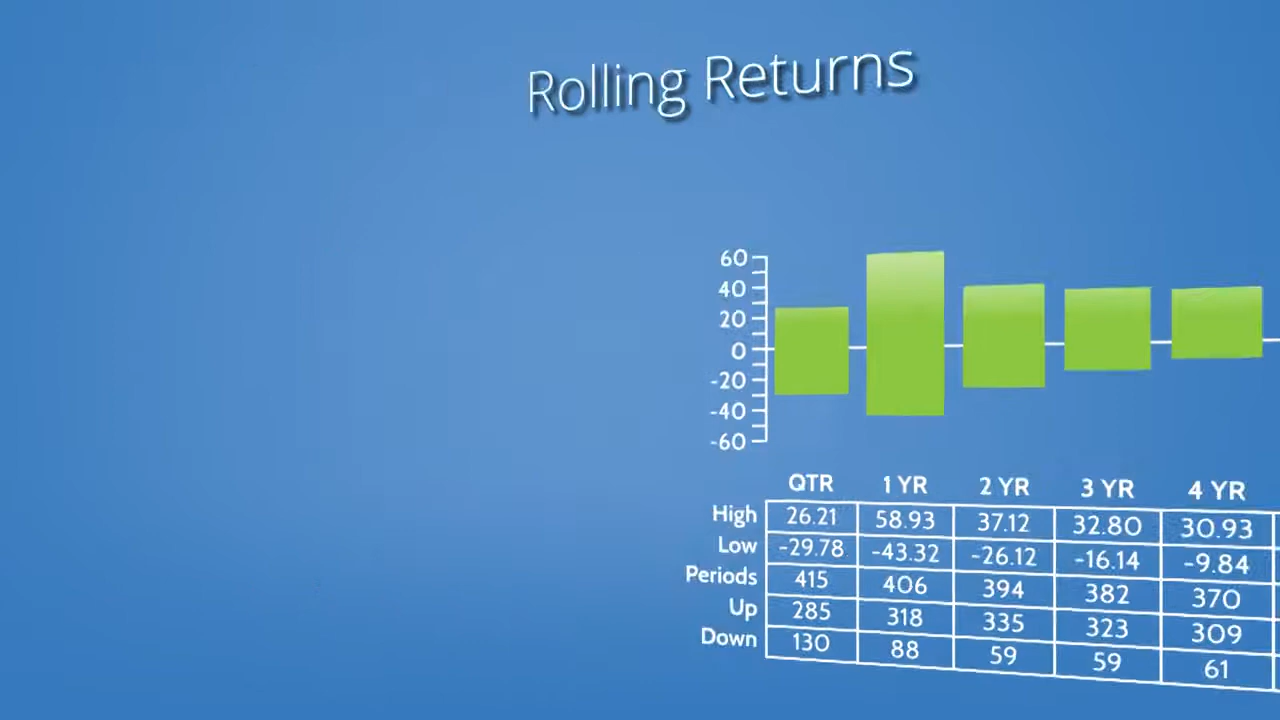 Rolling Returns
60
40
20
0
-20
-40
-60
QTR 1 YR 2 YR 3 YR 4 YR
High 26.21 58.93 37.12 32.80 30.93
Low -29.78 -43.32 -26.12 -16.14 -9.84
Periods 415 406 394 382 370
Up 285 318 335 323 309
Down 130 88 59 59 61